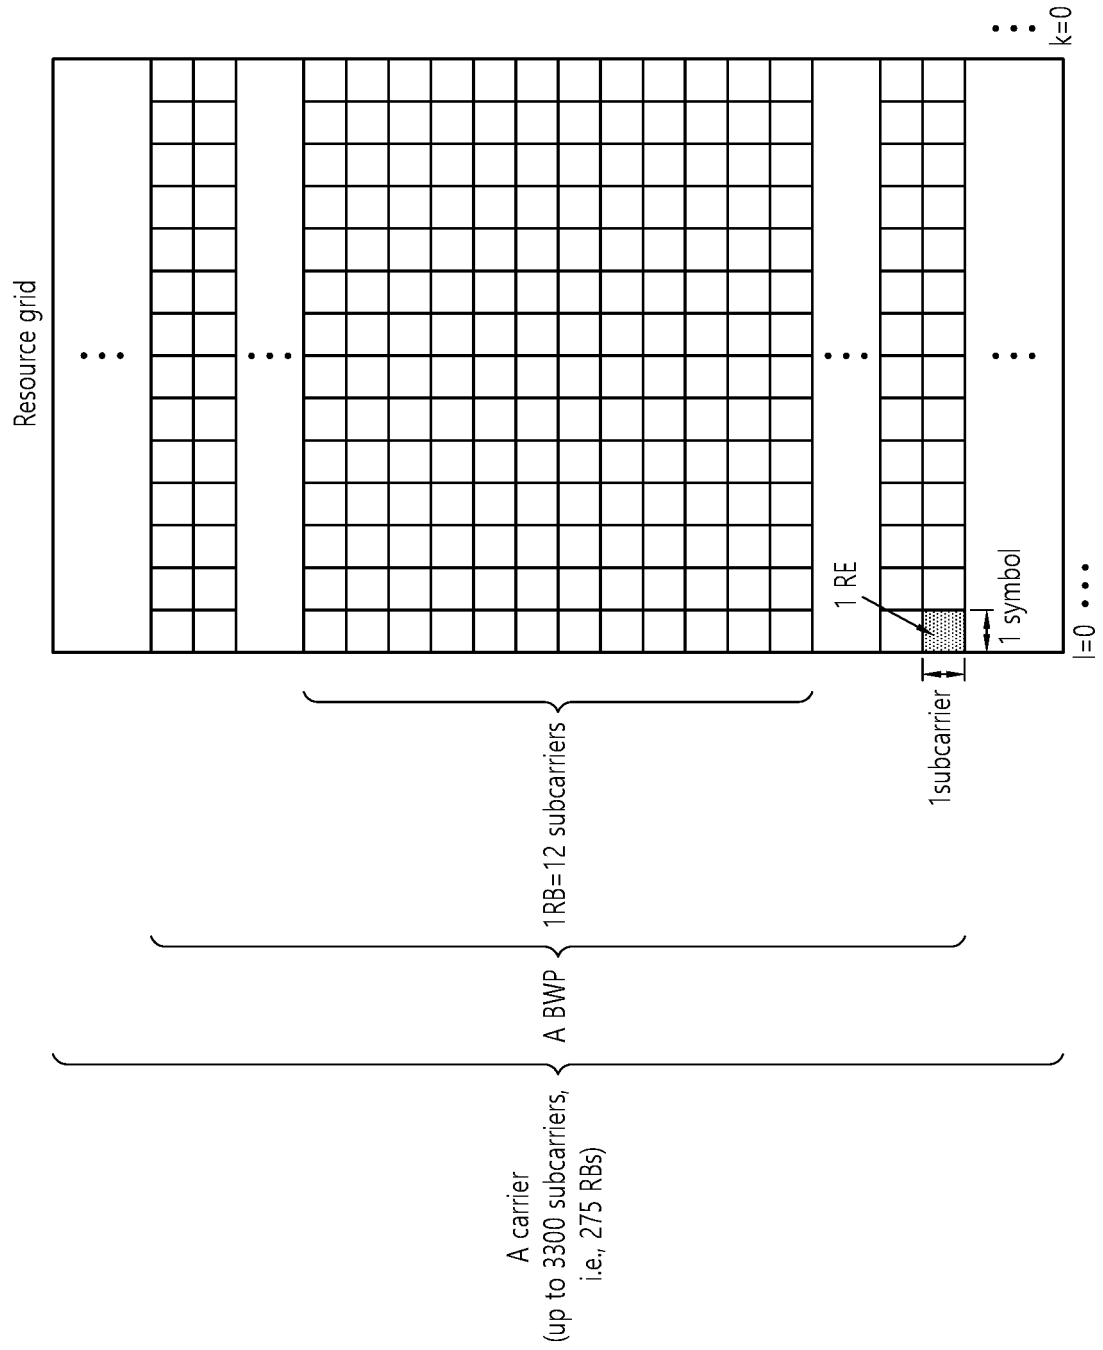 Resource grid
A carrier
(up to 3300 subcarriers,
i.e., 275 RBs)
A BWP
1RB=12 subcarriers
1 RE
1subcarrier
1 symbol
k=0
l=0